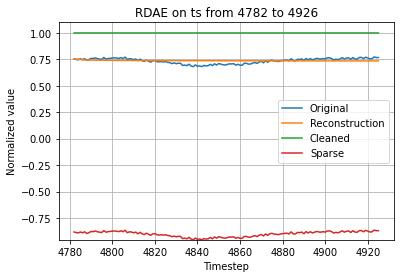 RDAE on ts from 4782 to 4926
Normalized value
1.00
0.75
0.50
0.25
0.00
−0.25
−0.50
−0.75
Original
Reconstruction
Cleaned
Sparse
4780 4800 4820 4840 4860 4880 4900 4920
Timestep